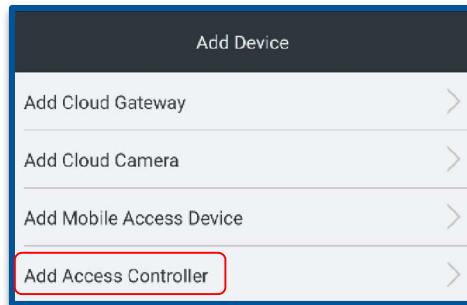 Add Device
Add Cloud Gateway
Add Cloud Camera
Add Mobile Access Device
Add Access Controller